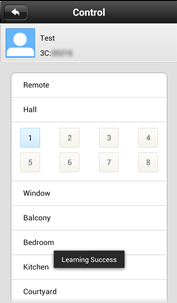 Control
Test
3C:
Remote
Hall
1 2 3 4
5 6 7 8
Window
Balcony
Bedroom
Kitchen
Learning Success
Courtyard